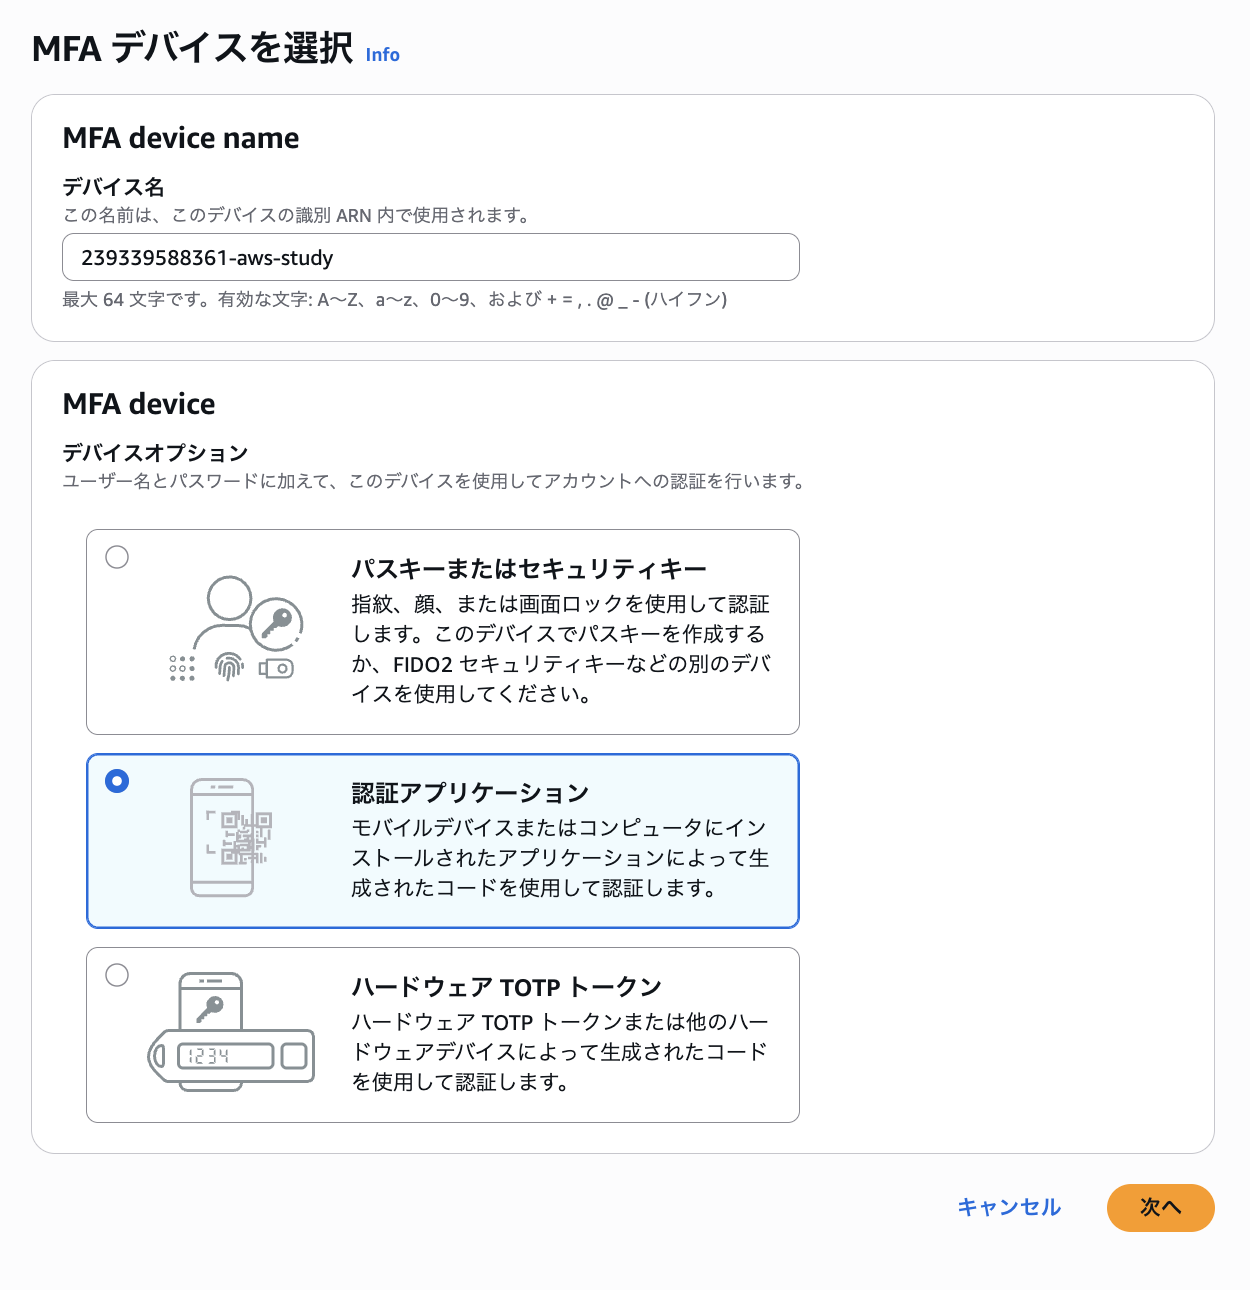 MFA デバイスを選択 Info
MFA device name
デバイス名
この名前は、このデバイスの識別 ARN 内で使用されます。
239339588361-aws-study
最大 64 文字です。有効な文字: A〜Z、a〜z、0〜9、および + = , . @ _ - (ハイフン)
MFA device
デバイスオプション
ユーザー名とパスワードに加えて、このデバイスを使用してアカウントへの認証を行います。
パスキーまたはセキュリティキー
指紋、顔、または画面ロックを使用して認証
します。このデバイスでパスキーを作成する
か、FIDO2 セキュリティキーなどの別のデバ
イスを使用してください。
認証アプリケーション
モバイルデバイスまたはコンピュータにイン
ストールされたアプリケーションによって生
成されたコードを使用して認証します。
1234
ハードウェア TOTP トークン
ハードウェア TOTP トークンまたは他のハー
ドウェアデバイスによって生成されたコード
を使用して認証します。
キャンセル
次へ